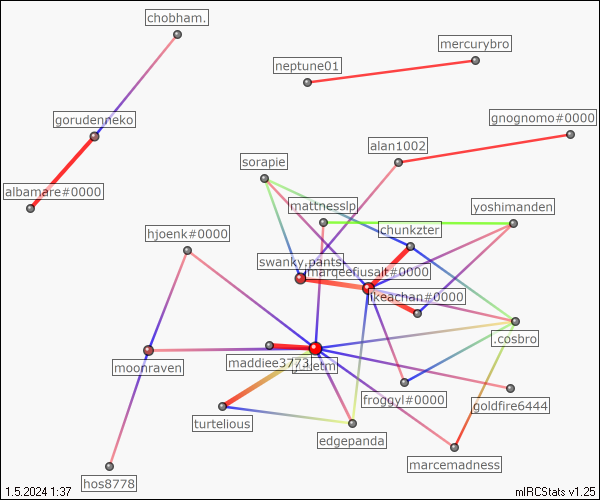 chobham.
mercurybro
neptune01
gorudenneko
gnognomo#0000
alan1002
sorapie
albamare#0000
mattnesslp
yoshimanden
hjoenk#0000
chunkzter
swanky.pants
marqeefiusalt#0000
ikeachan#0000
.cosbro
maddiee3773
moonraven
froggyl#0000
goldfire6444
turtelious
edgepanda
marcemadness
hos8778
1.5.2024 1:37
mIRCStats v1.25